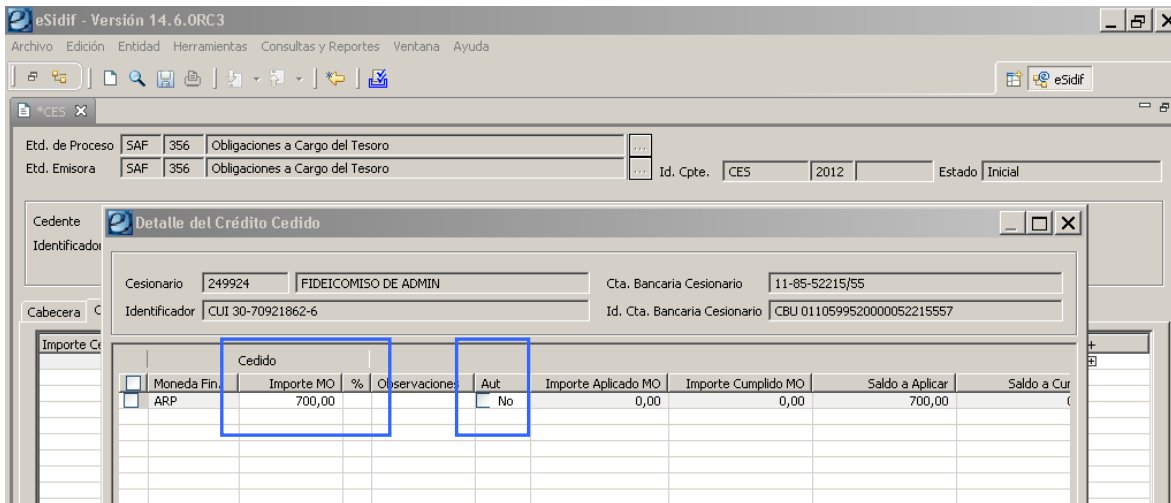 eSidif - Versión 14.6.0RC3
Archivo Edición Entidad Herramientas Consultas y Reportes Ventana Ayuda
eSidif
*CES
Etd. de Proceso SAF 356 Obligaciones a Cargo del Tesoro ...
Etd. Emisora SAF 356 Obligaciones a Cargo del Tesoro ... Id. Cpte. CES 2012 Estado Inicial
Cedente
Detalle del Crédito Cedido
Identificador
Cesionario 249924 FIDEICOMISO DE ADMIN Cta. Bancaria Cesionario 11-85-52215/55
Cabecera
Identificador CUI 30-70921862-6 Id. Cta. Bancaria Cesionario CBU 0110599520000052215557
Importe
Cedido
Moneda Fin. Importe MO % Observaciones Aut Importe Aplicado MO Importe Cumplido MO Saldo a Aplicar Saldo a
ARP 700,00 No 0,00 0,00 700,00